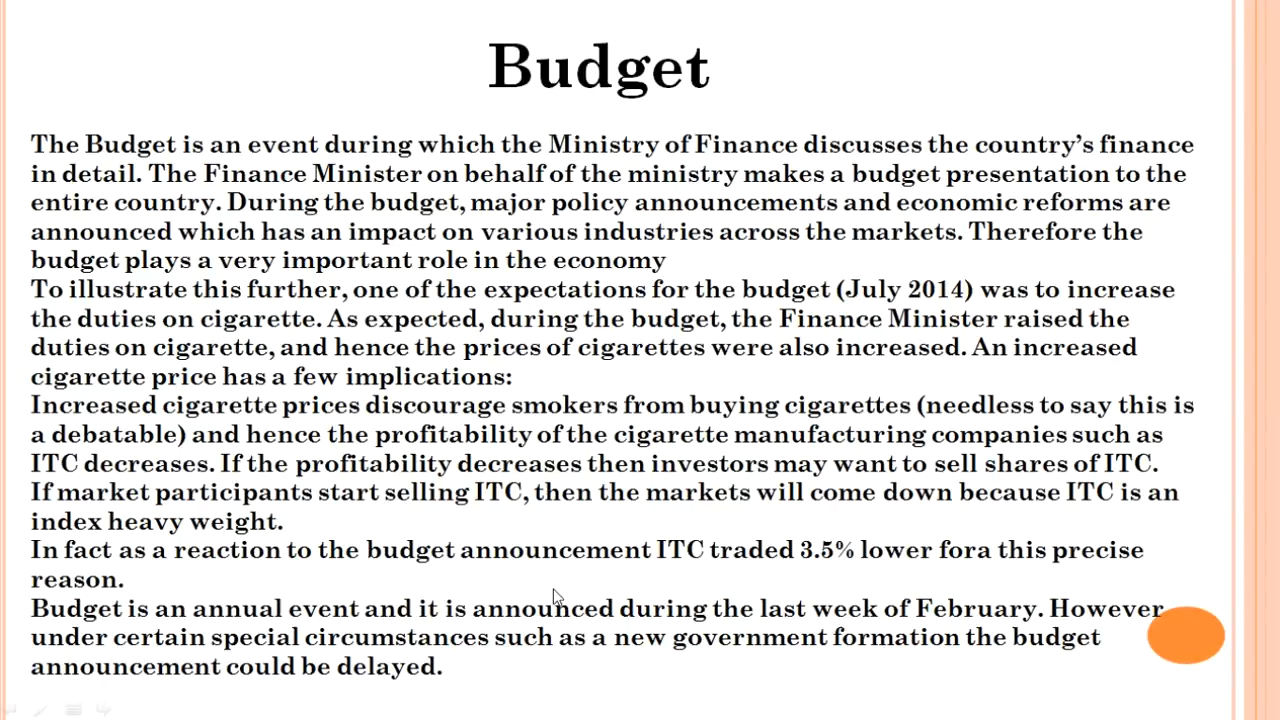 Budget
The Budget is an event during which the Ministry of Finance discusses the country’s finance
in detail. The Finance Minister on behalf of the ministry makes a budget presentation to the
entire country. During the budget, major policy announcements and economic reforms are
announced which has an impact on various industries across the markets. Therefore the
budget plays a very important role in the economy
To illustrate this further, one of the expectations for the budget (July 2014) was to increase
the duties on cigarette. As expected, during the budget, the Finance Minister raised the
duties on cigarette, and hence the prices of cigarettes were also increased. An increased
cigarette price has a few implications:
Increased cigarette prices discourage smokers from buying cigarettes (needless to say this is
a debatable) and hence the profitability of the cigarette manufacturing companies such as
ITC decreases. If the profitability decreases then investors may want to sell shares of ITC.
If market participants start selling ITC, then the markets will come down because ITC is an
index heavy weight.
In fact as a reaction to the budget announcement ITC traded 3.5% lower fora this precise
reason.
Budget is an annual event and it is announced during the last week of February. However
under certain special circumstances such as a new government formation the budget
announcement could be delayed.